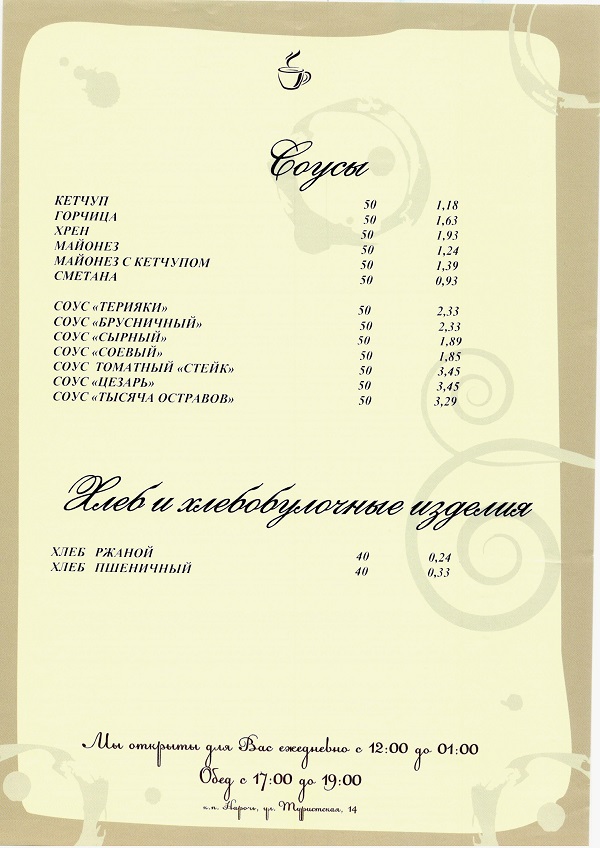 Соусы
КЕТЧУП 50 1,18
ГОРЧИЦА 50 1,63
ХРЕН 50 1,93
МАЙОНЕЗ 50 1,24
МАЙОНЕЗ С КЕТЧУПОМ 50 1,39
СМЕТАНА 50 0,93
СОУС «ТЕРИЯКИ» 50 2,33
СОУС «БРУСНИЧНЫЙ» 50 2,33
СОУС «СЫРНЫЙ» 50 1,89
СОУС «СОЕВЫЙ» 50 1,85
СОУС ТОМАТНЫЙ «СТЕЙК» 50 3,45
СОУС «ЦЕЗАРЬ» 50 3,45
СОУС «ТЫСЯЧА ОСТРАВОВ» 50 3,29
Хлеб и хлебобулочные изделия
ХЛЕБ РЖАНОЙ 40 0,24
ХЛЕБ ПШЕНИЧНЫЙ 40 0,33
Мы открыты для Вас ежедневно с 12:00 до 01:00
Обед с 17:00 до 19:00
к.п. Нарочь, ул. Туристская, 14